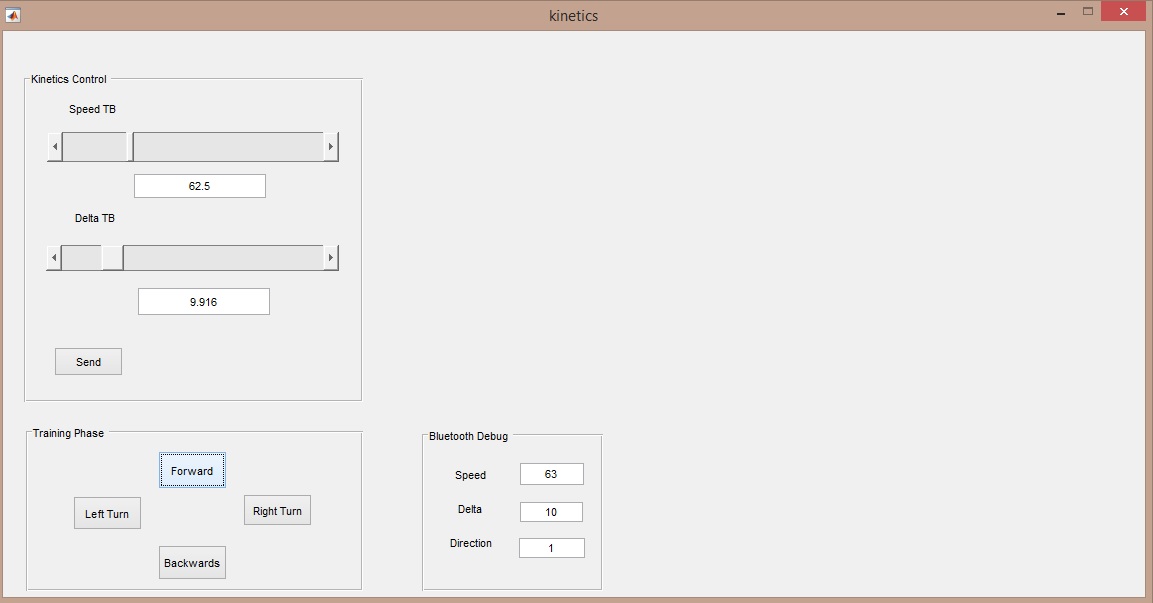 kinetics
Kinetics Control
Speed TB
62.5
Delta TB
9.916
Send
Training Phase
Forward
Left Turn
Right Turn
Backwards
Bluetooth Debug
Speed 63
Delta 10
Direction 1